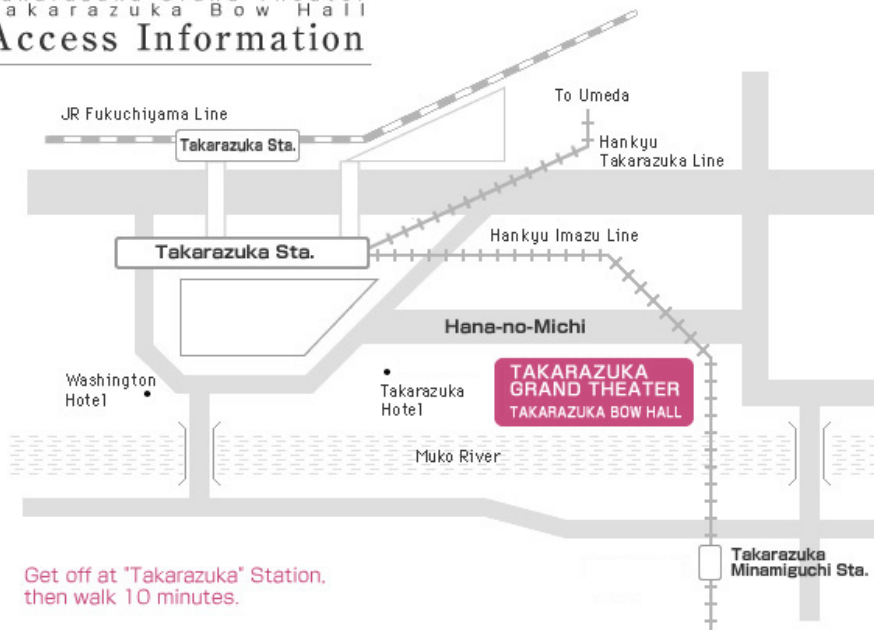 Takarazuka Bow Hall
Access Information
JR Fukuchiyama Line
Takarazuka Sta.
To Umeda
Hankyu
Takarazuka Line
Takarazuka Sta.
Hankyu Imazu Line
Hana-no-Michi
Washington
Hotel
Takarazuka
Hotel
TAKARAZUKA
GRAND THEATER
TAKARAZUKA BOW HALL
Muko River
Takarazuka
Minamiguchi Sta.
Get off at "Takarazuka" Station,
then walk 10 minutes.